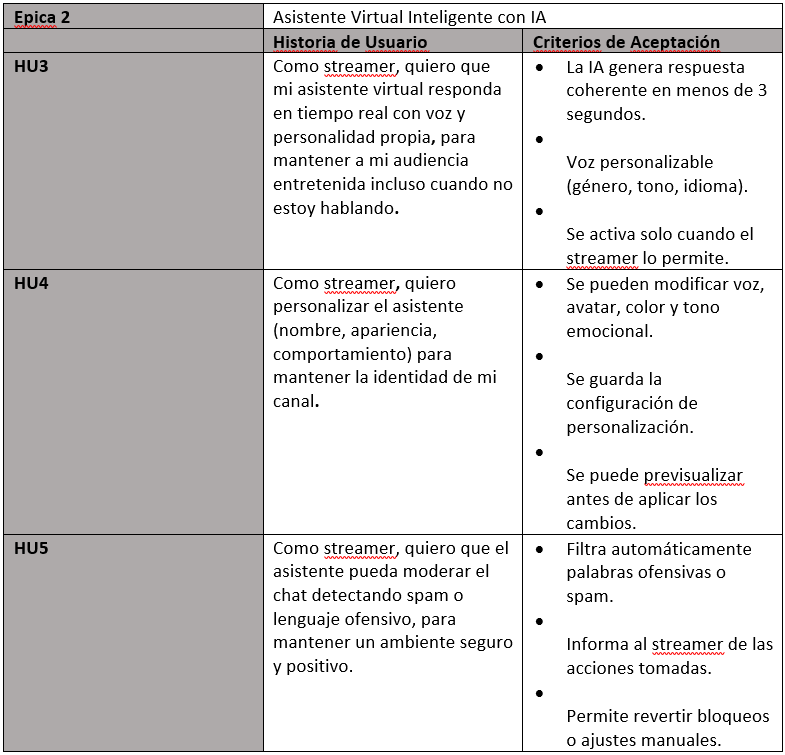 Epica 2
Asistente Virtual Inteligente con IA
Historia de Usuario
Criterios de Aceptación
HU3
Como streamer, quiero que
mi asistente virtual responda
en tiempo real con voz y
personalidad propia, para
mantener a mi audiencia
entretenida incluso cuando no
estoy hablando.
• La IA genera respuesta
coherente en menos de 3
segundos.
•
Voz personalizable
(género, tono, idioma).
•
Se activa solo cuando el
streamer lo permite.
HU4
Como streamer, quiero
personalizar el asistente
(nombre, apariencia,
comportamiento) para
mantener la identidad de mi
canal.
• Se pueden modificar voz,
avatar, color y tono
emocional.
•
Se guarda la
configuración de
personalización.
•
Se puede previsualizar
antes de aplicar los
cambios.
HU5
Como streamer, quiero que el
asistente pueda moderar el
chat detectando spam o
lenguaje ofensivo, para
mantener un ambiente seguro
y positivo.
• Filtra automáticamente
palabras ofensivas o
spam.
•
Informa al streamer de las
acciones tomadas.
•
Permite revertir bloqueos
o ajustes manuales.